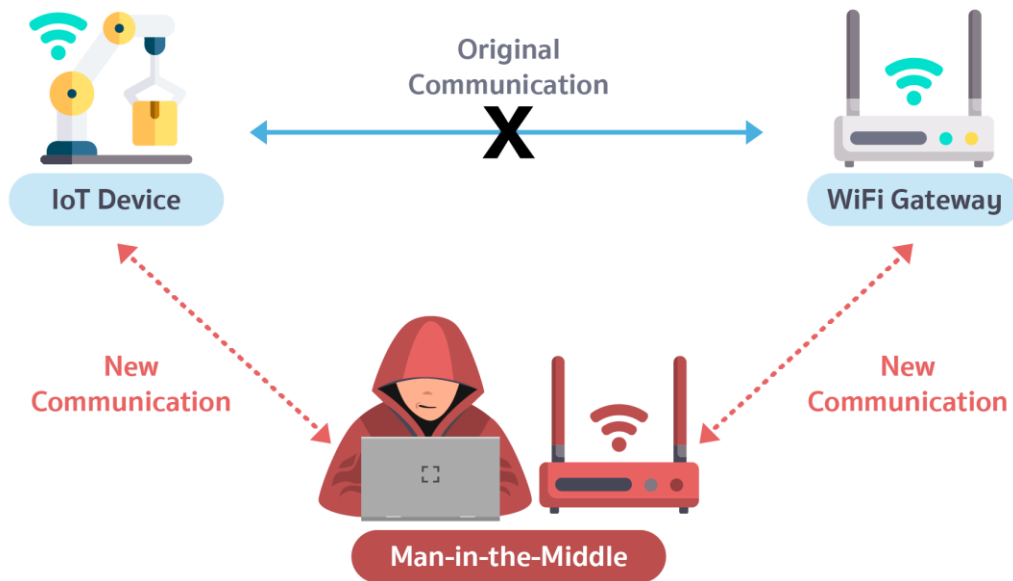 Original
Communication
X
IoT Device
WiFi Gateway
New
Communication
New
Communication
Man-in-the-Middle